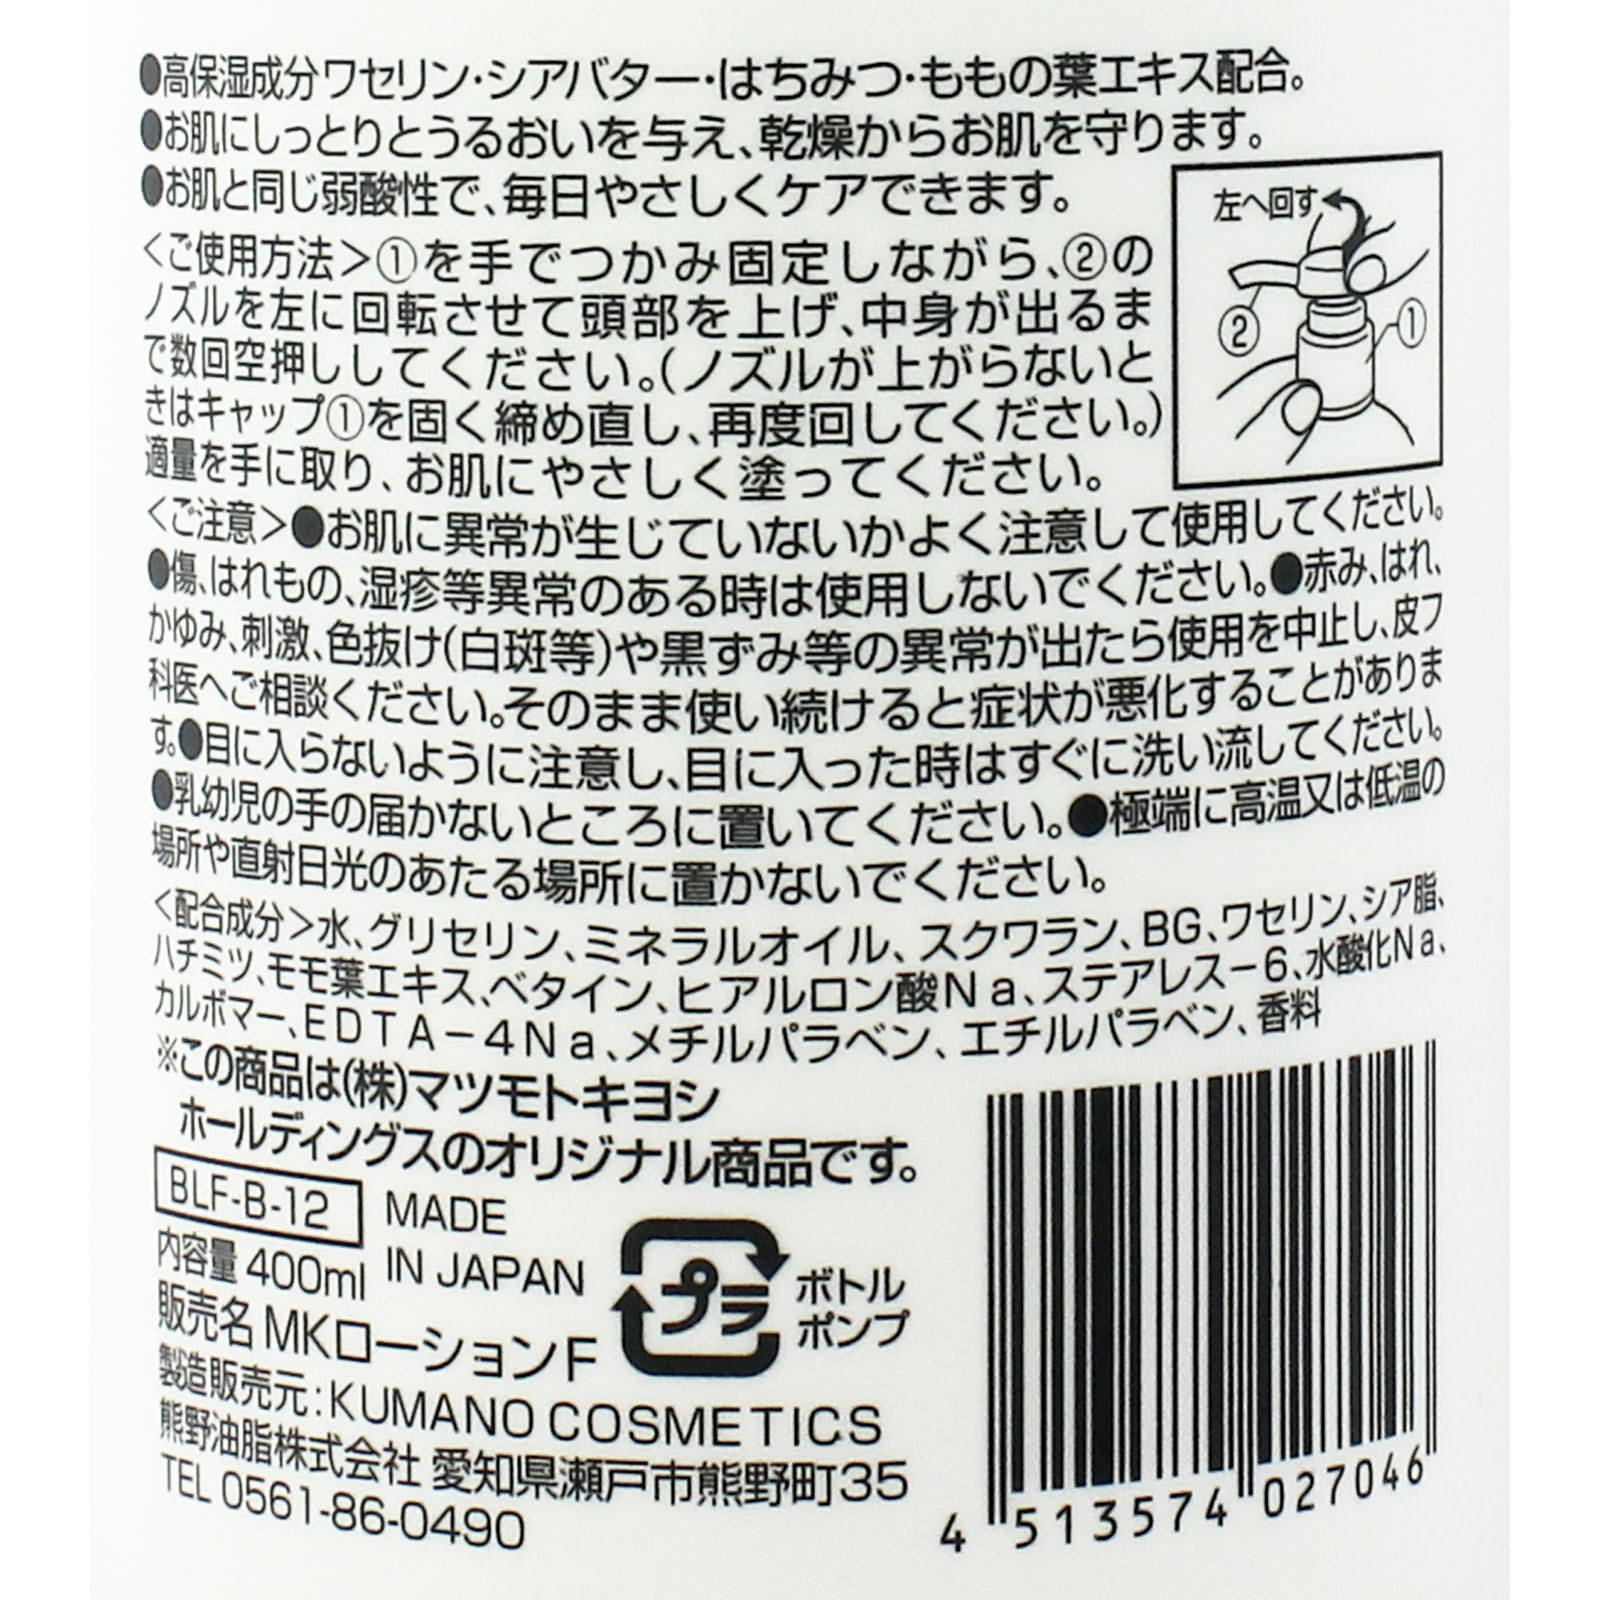 ●高保湿成分ワセリン・シアバター・はちみつ・ももの葉エキス配合。
●お肌にしっとりとうるおいを与え、乾燥からお肌を守ります。
●お肌と同じ弱酸性で、毎日やさしくケアできます。
<ご使用方法>①を手でつかみ固定しながら、②の
ノズルを左に回転させて頭部を上げ、中身が出るま
で数回空押ししてください。(ノズルが上がらないと
きはキャップ①を固く締め直し、再度回してください。)
適量を手に取り、お肌にやさしく塗ってください。
左へ回す
②
①
<ご注意>●お肌に異常が生じていないかよく注意して使用してください。
●傷、はれもの、湿疹等異常のある時は使用しないでください。●赤み、はれ、
かゆみ、刺激、色抜け(白斑等)や黒ずみ等の異常が出たら使用を中止し、皮フ
科医へご相談ください。そのまま使い続けると症状が悪化することがありま
す。●目に入らないように注意し、目に入った時はすぐに洗い流してください。
●乳幼児の手の届かないところに置いてください。●極端に高温又は低温の
場所や直射日光のあたる場所に置かないでください。
<配合成分>水、グリセリン、ミネラルオイル、スクワラン、BG、ワセリン、シア脂、
ハチミツ、モモ葉エキス、ベタイン、ヒアルロン酸Na、ステアレス-6、水酸化Na、
カルボマー、EDTA-4Na、メチルパラベン、エチルパラベン、香料
※この商品は(株)マツモトキヨシ
ホールディングスのオリジナル商品です。
BLF-B-12
MADE
IN JAPAN
内容量 400ml
プラ
ボトル
ポンプ
販売名 MKローションF
製造販売元:KUMANO COSMETICS
熊野油脂株式会社 愛知県瀬戸市熊野町35
TEL 0561-86-0490
4 513574 027046